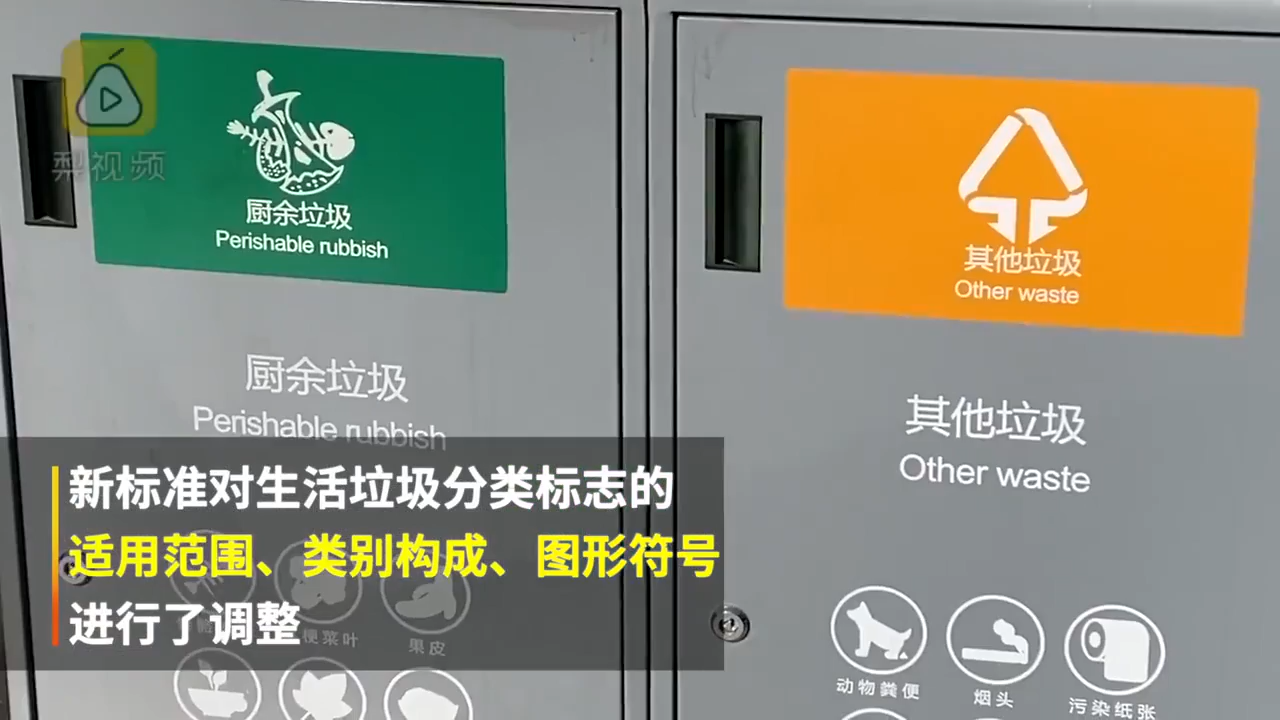 梨视频
厨余垃圾
Perishable rubbish
其他垃圾
Other waste
厨余垃圾
Perishable rubbish
其他垃圾
Other waste
新标准对生活垃圾分类标志的
适用范围、类别构成、图形符号
进行了调整
梗菜叶
果皮
动物粪便
烟头
污染纸张